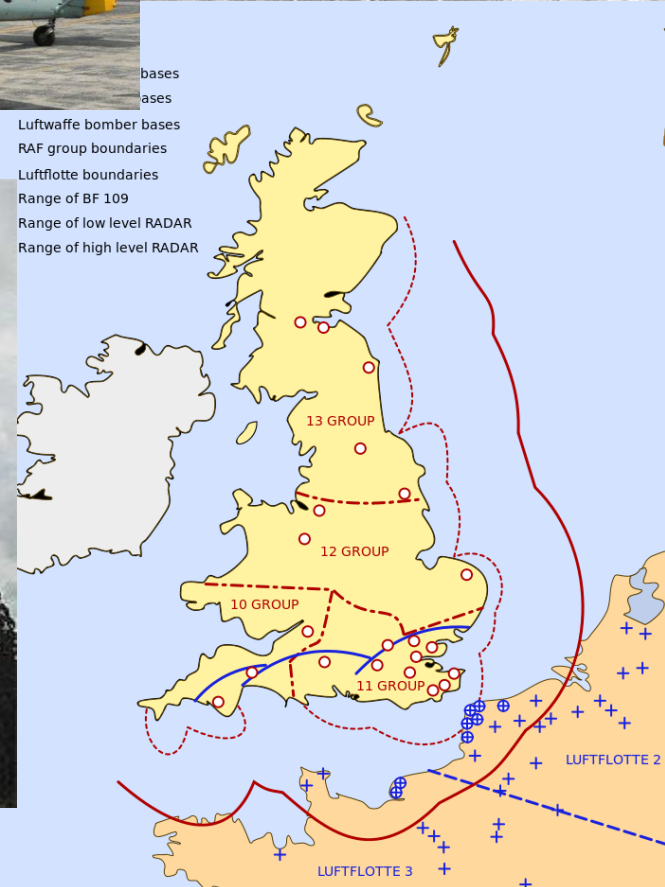 bases
bases
Luftwaffe bomber bases
RAF group boundaries
Luftflotte boundaries
Range of BF 109
Range of low level RADAR
Range of high level RADAR
13 GROUP
12 GROUP
10 GROUP
11 GROUP
LUFTFLOTTE 2
LUFTFLOTTE 3